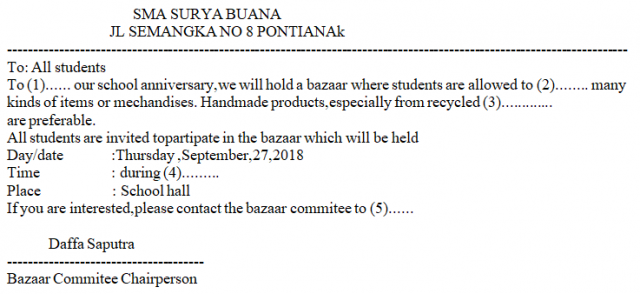 SMA SURYA BUANA
JL SEMANGKA NO 8 PONTIANAk
To: All students
To (1)...... our school anniversary,we will hold a bazaar where students are allowed to (2)........ many
kinds of items or mechandises. Handmade products,especially from recycled (3).............
are preferable.
All students are invited topartipate in the bazaar which will be held
Day/date :Thursday ,September,27,2018
Time : during (4).........
Place : School hall
If you are interested,please contact the bazaar commitee to (5)......
Daffa Saputra
Bazaar Commitee Chairperson